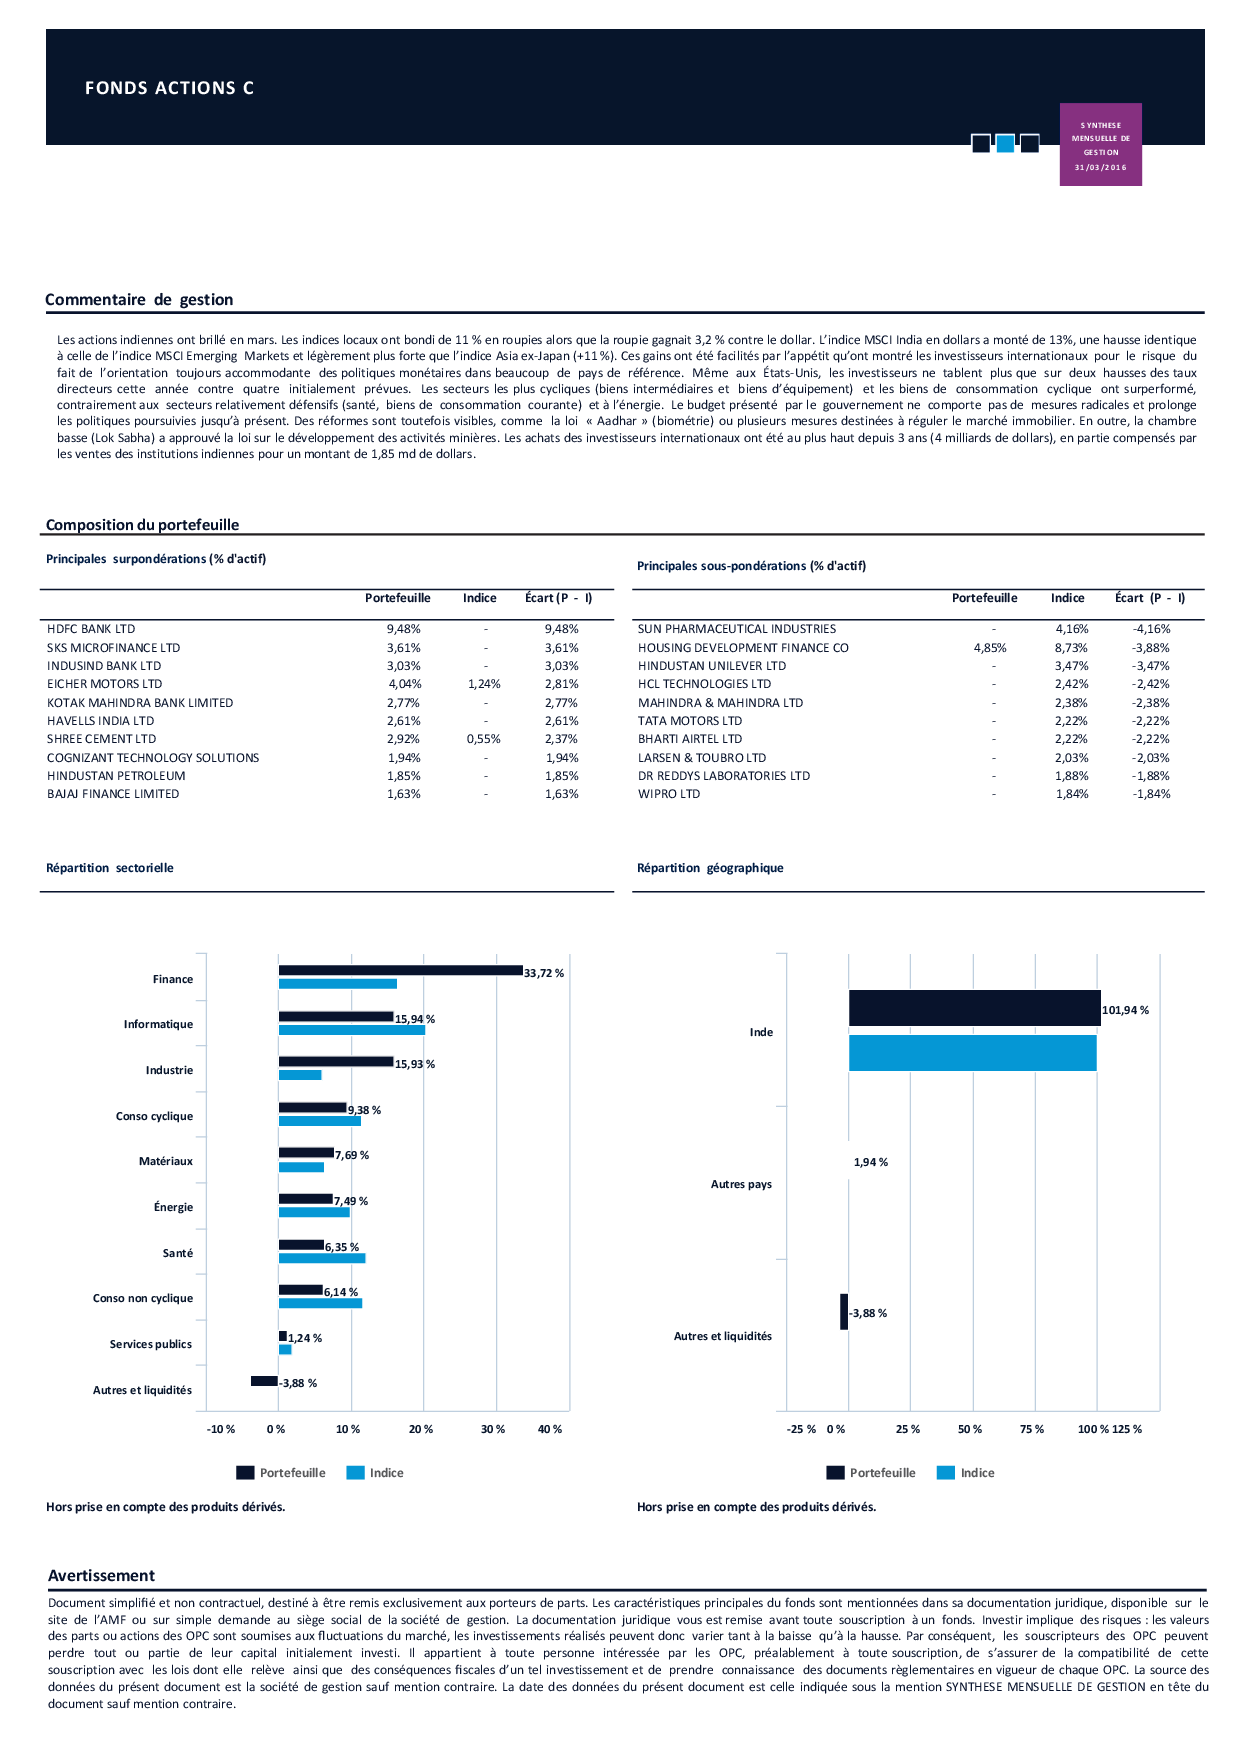 FONDS ACTIONS C
SYNTHESE
MENSUELLE DE
GESTION
31/03/2016
Commentaire de gestion
Les actions indiennes ont brillé en mars. Les indices locaux ont bondi de 11 % en roupies alors que la roupie gagnait 3,2 % contre le dollar. L’indice MSCI India en dollars a monté de 13%, une hausse identique
à celle de l’indice MSCI Emerging Markets et légèrement plus forte que l’indice Asia ex-Japan (+11 %). Ces gains ont été facilités par l’appétit qu’ont montré les investisseurs internationaux pour le risque du
fait de l’orientation toujours accommodante des politiques monétaires dans beaucoup de pays de référence. Même aux États-Unis, les investisseurs ne tablent plus que sur deux hausses des taux
directeurs cette année contre quatre initialement prévues. Les secteurs les plus cycliques (biens intermédiaires et biens d’équipement) et les biens de consommation cyclique ont surperformé,
contrairement aux secteurs relativement défensifs (santé, biens de consommation courante) et à l’énergie. Le budget présenté par le gouvernement ne comporte pas de mesures radicales et prolonge
les politiques poursuivies jusqu’à présent. Des réformes sont toutefois visibles, comme la loi « Aadhar » (biométrie) ou plusieurs mesures destinées à réguler le marché immobilier. En outre, la chambre
basse (Lok Sabha) a approuvé la loi sur le développement des activités minières. Les achats des investisseurs internationaux ont été au plus haut depuis 3 ans (4 milliards de dollars), en partie compensés par
les ventes des institutions indiennes pour un montant de 1,85 md de dollars.
Composition du portefeuille
Principales surpondérations (% d'actif)
Portefeuille Indice Écart (P - I)
HDFC BANK LTD 9,48% - 9,48%
SKS MICROFINANCE LTD 3,61% - 3,61%
INDUSIND BANK LTD 3,03% - 3,03%
EICHER MOTORS LTD 4,04% 1,24% 2,81%
KOTAK MAHINDRA BANK LIMITED 2,77% - 2,77%
HAVELLS INDIA LTD 2,61% - 2,61%
SHREE CEMENT LTD 2,92% 0,55% 2,37%
COGNIZANT TECHNOLOGY SOLUTIONS 1,94% - 1,94%
HINDUSTAN PETROLEUM 1,85% - 1,85%
BAJAJ FINANCE LIMITED 1,63% - 1,63%
Principales sous-pondérations (% d'actif)
Portefeuille Indice Écart (P - I)
SUN PHARMACEUTICAL INDUSTRIES - 4,16% -4,16%
HOUSING DEVELOPMENT FINANCE CO 4,85% 8,73% -3,88%
HINDUSTAN UNILEVER LTD - 3,47% -3,47%
HCL TECHNOLOGIES LTD - 2,42% -2,42%
MAHINDRA & MAHINDRA LTD - 2,38% -2,38%
TATA MOTORS LTD - 2,22% -2,22%
BHARTI AIRTEL LTD - 2,22% -2,22%
LARSEN & TOUBRO LTD - 2,03% -2,03%
DR REDDYS LABORATORIES LTD - 1,88% -1,88%
WIPRO LTD - 1,84% -1,84%
Répartition sectorielle
Finance 33,72 %
Informatique 15,94 %
Industrie 15,93 %
Conso cyclique 9,38 %
Matériaux 7,69 %
Énergie 7,49 %
Santé 6,35 %
Conso non cyclique 6,14 %
Services publics 1,24 %
Autres et liquidités -3,88 %
-10 % 0 % 10 % 20 % 30 % 40 %
Portefeuille Indice
Hors prise en compte des produits dérivés.
Répartition géographique
Inde 101,94 %
Autres pays 1,94 %
Autres et liquidités -3,88 %
-25 % 0 % 25 % 50 % 75 % 100 % 125 %
Portefeuille Indice
Hors prise en compte des produits dérivés.
Avertissement
Document simplifié et non contractuel, destiné à être remis exclusivement aux porteurs de parts. Les caractéristiques principales du fonds sont mentionnées dans sa documentation juridique, disponible sur le
site de l’AMF ou sur simple demande au siège social de la société de gestion. La documentation juridique vous est remise avant toute souscription à un fonds. Investir implique des risques : les valeurs
des parts ou actions des OPC sont soumises aux fluctuations du marché, les investissements réalisés peuvent donc varier tant à la baisse qu’à la hausse. Par conséquent, les souscripteurs des OPC peuvent
perdre tout ou partie de leur capital initialement investi. Il appartient à toute personne intéressée par les OPC, préalablement à toute souscription, de s’assurer de la compatibilité de cette
souscription avec les lois dont elle relève ainsi que des conséquences fiscales d’un tel investissement et de prendre connaissance des documents règlementaires en vigueur de chaque OPC. La source des
données du présent document est la société de gestion sauf mention contraire. La date des données du présent document est celle indiquée sous la mention SYNTHESE MENSUELLE DE GESTION en tête du
document sauf mention contraire.